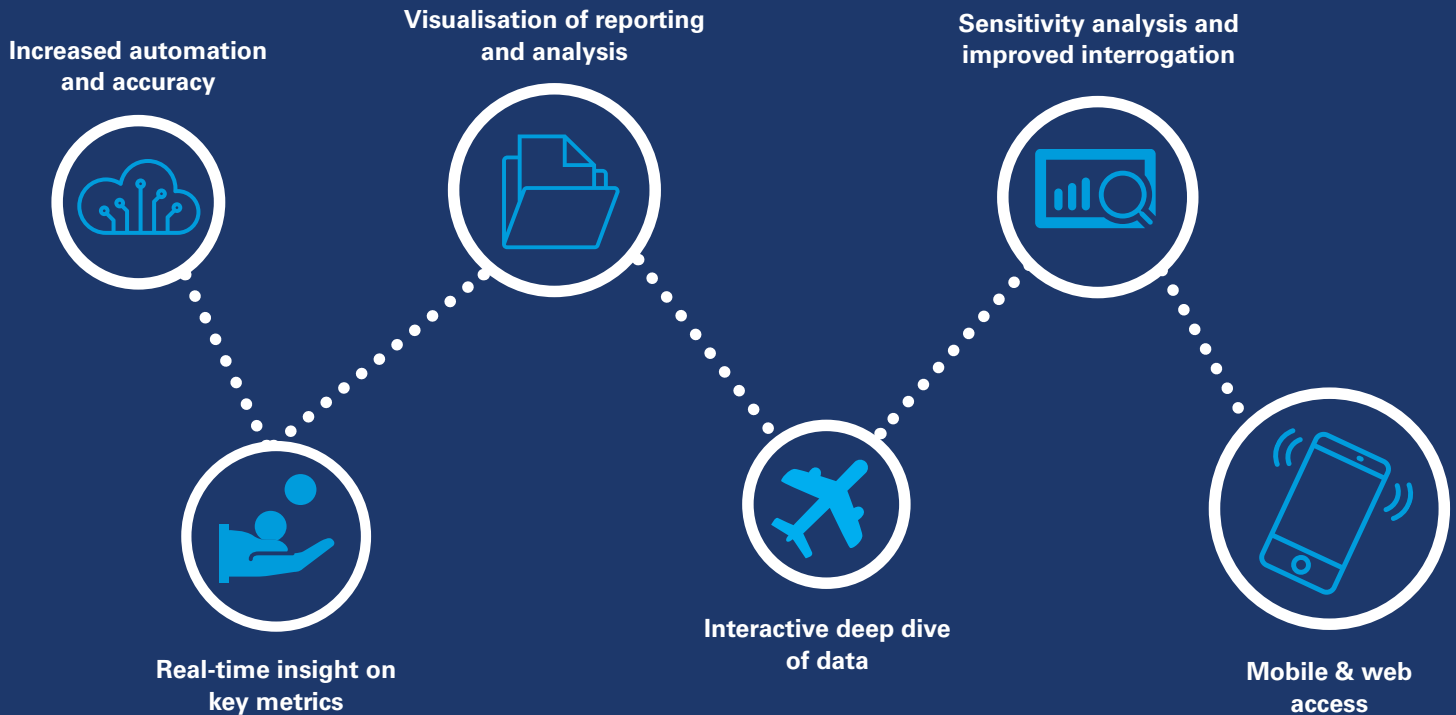 Increased automation
and accuracy
Visualisation of reporting
and analysis
Sensitivity analysis and
improved interrogation
Real-time insight on
key metrics
Interactive deep dive
of data
Mobile & web
access